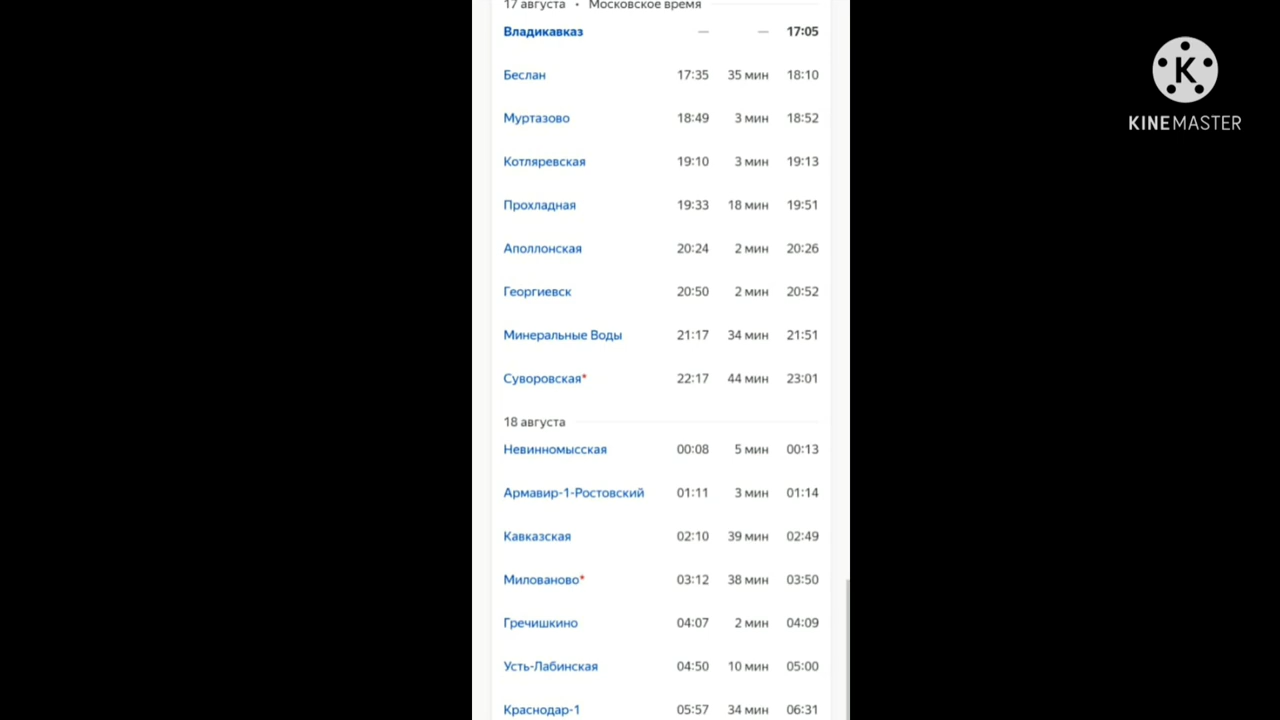 17 августа • Московское время
Владикавказ — — 17:05
Беслан 17:35 35 мин 18:10
Муртазово 18:49 3 мин 18:52
Котляревская 19:10 3 мин 19:13
Прохладная 19:33 18 мин 19:51
Аполлонская 20:24 2 мин 20:26
Георгиевск 20:50 2 мин 20:52
Минеральные Воды 21:17 34 мин 21:51
Суворовская* 22:17 44 мин 23:01
18 августа
Невинномысская 00:08 5 мин 00:13
Армавир-1-Ростовский 01:11 3 мин 01:14
Кавказская 02:10 39 мин 02:49
Милованово* 03:12 38 мин 03:50
Гречишкино 04:07 2 мин 04:09
Усть-Лабинская 04:50 10 мин 05:00
Краснодар-1 05:57 34 мин 06:31
K
KINEMASTER